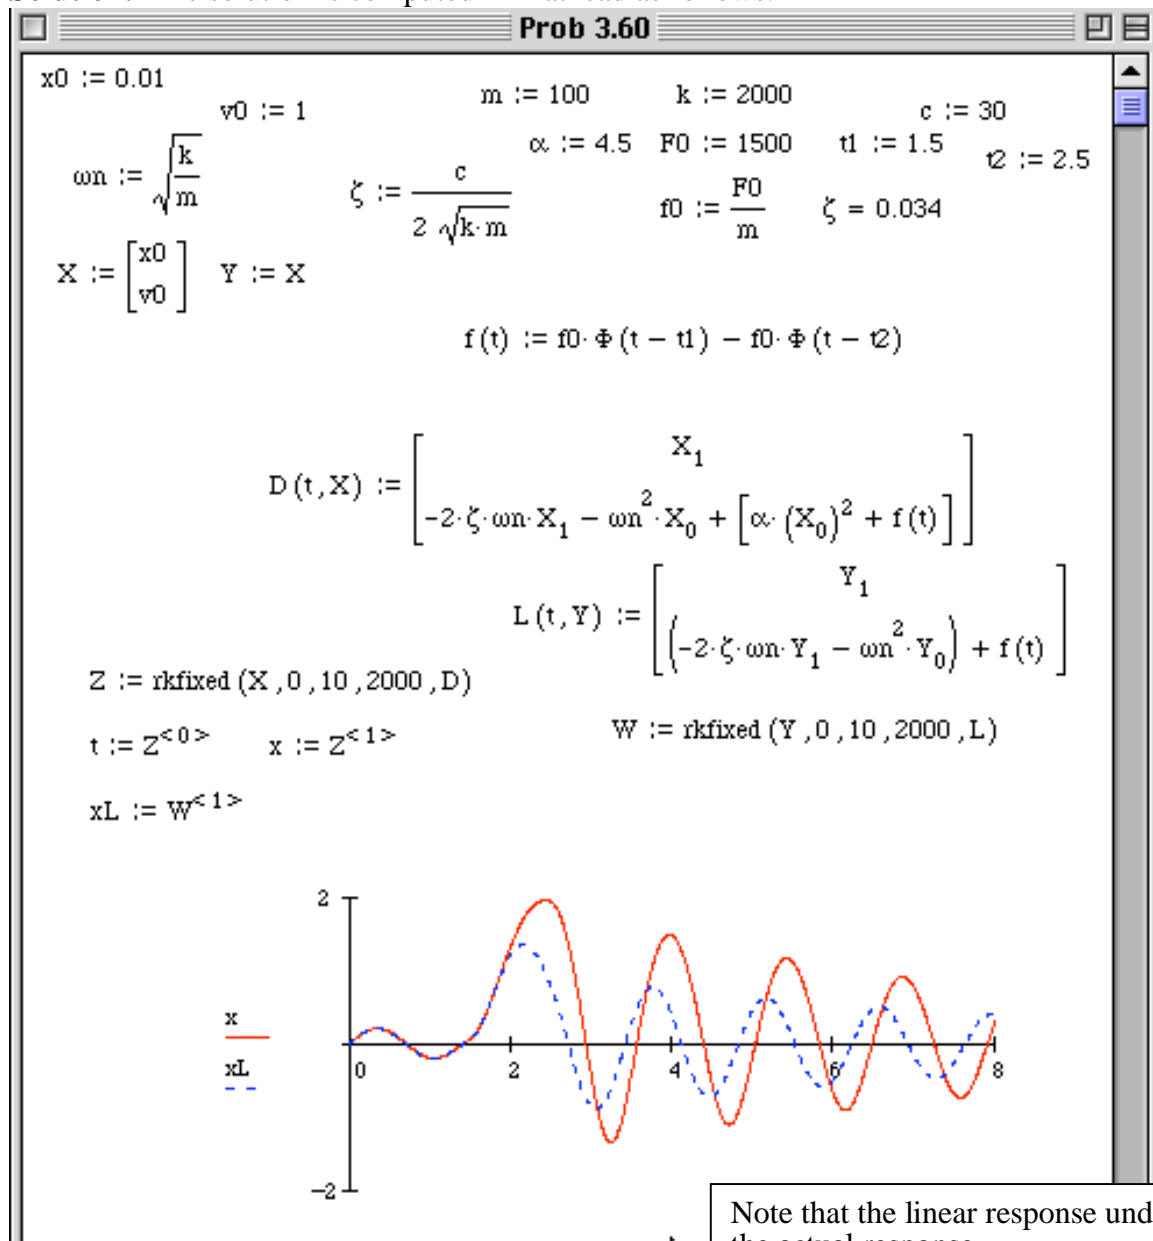 Prob 3.60
x0 := 0.01
v0 := 1
m := 100
k := 2000
c := 30
α := 4.5
F0 := 1500
t1 := 1.5
t2 := 2.5
ωn := √(k/m)
ζ := c/(2 √(k·m))
f0 := F0/m
ζ = 0.034
X := [x0 v0]
Y := X
f(t) := f0·Φ(t − t1) − f0·Φ(t − t2)
D(t,X) := [X₁
−2·ζ·ωn·X₁ − ωn²·X₀ + [α·(X₀)² + f(t)]]
L(t,Y) := [Y₁
(−2·ζ·ωn·Y₁ − ωn²·Y₀) + f(t)]
Z := rkfixed(X,0,10,2000,D)
W := rkfixed(Y,0,10,2000,L)
t := Z^<0>
x := Z^<1>
xL := W^<1>
2
x
xL
0 2 4 6 8
−2
Note that the linear response und